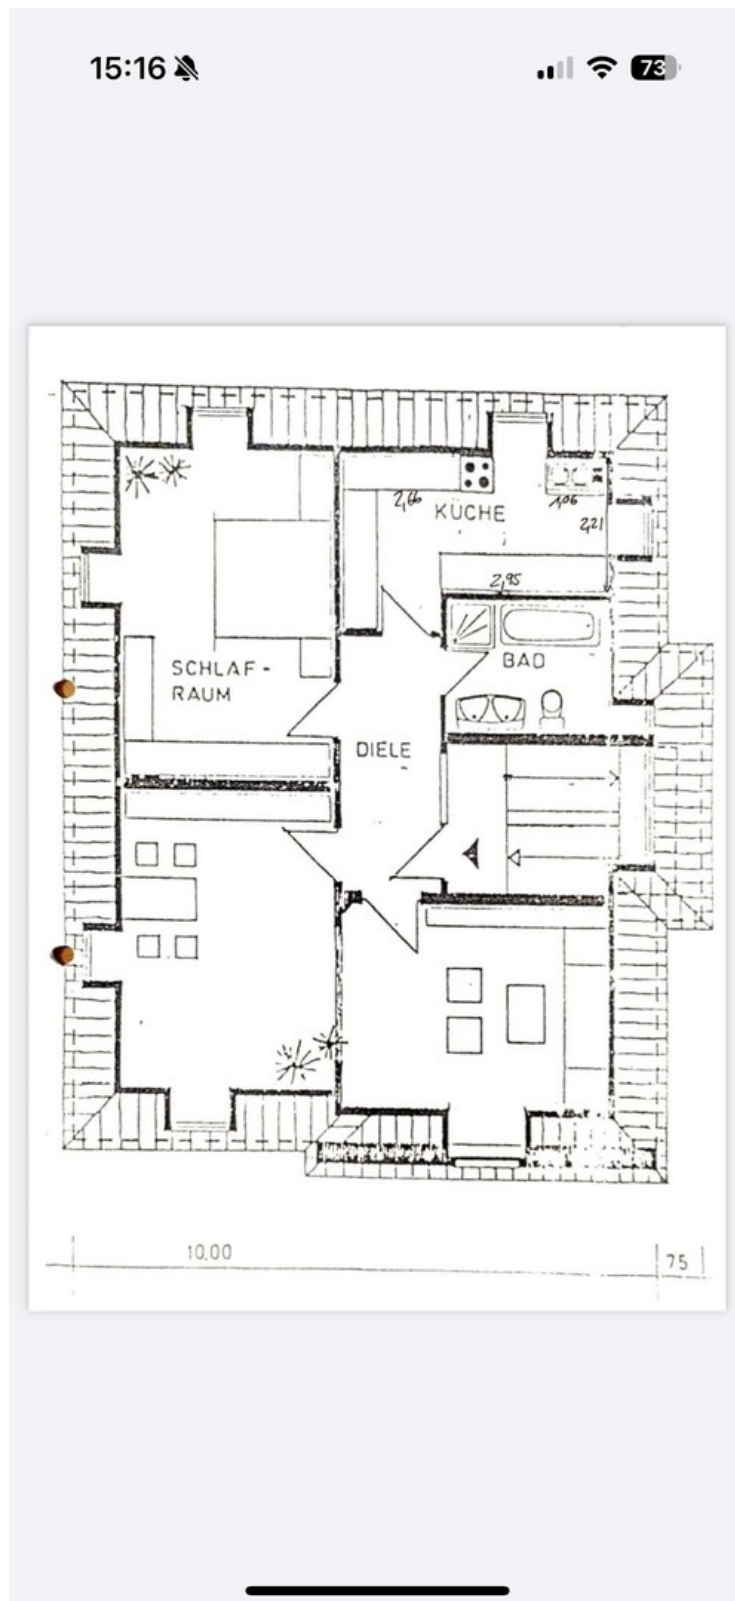 15:16
73
2,66
KÜCHE
1,06
2,21
2,95
BAD
SCHLAF-
RAUM
DIELE
10.00
75